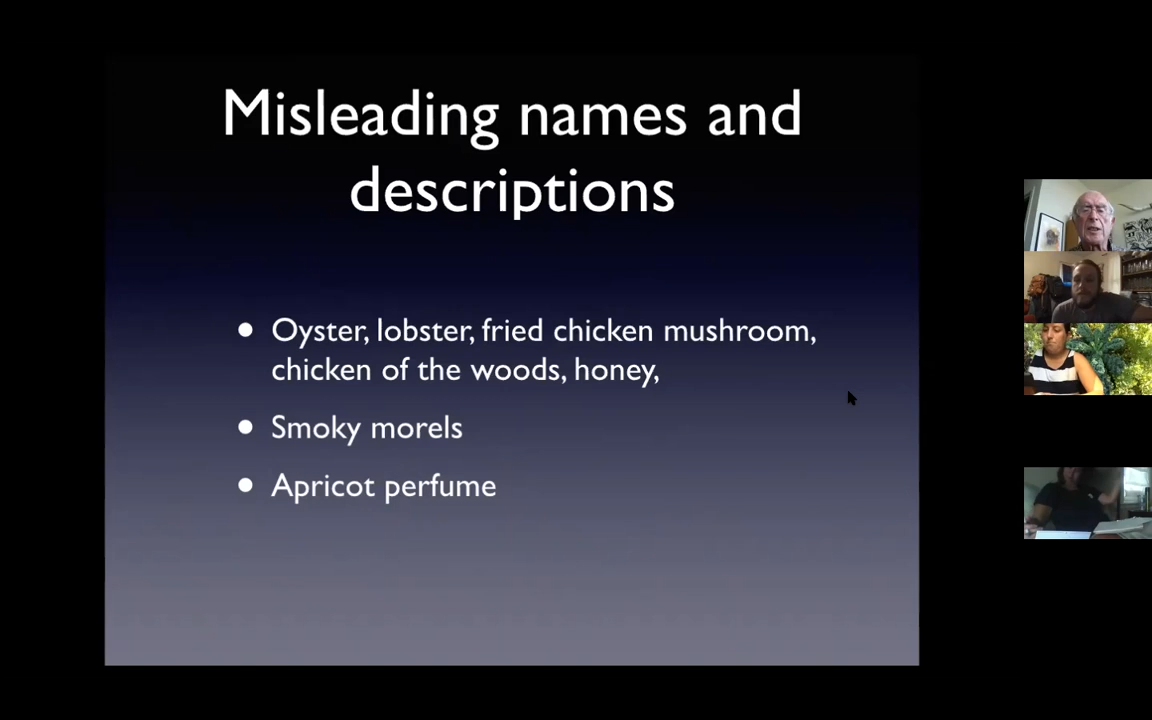 Misleading names and
descriptions
• Oyster, lobster, fried chicken mushroom,
chicken of the woods, honey,
• Smoky morels
• Apricot perfume